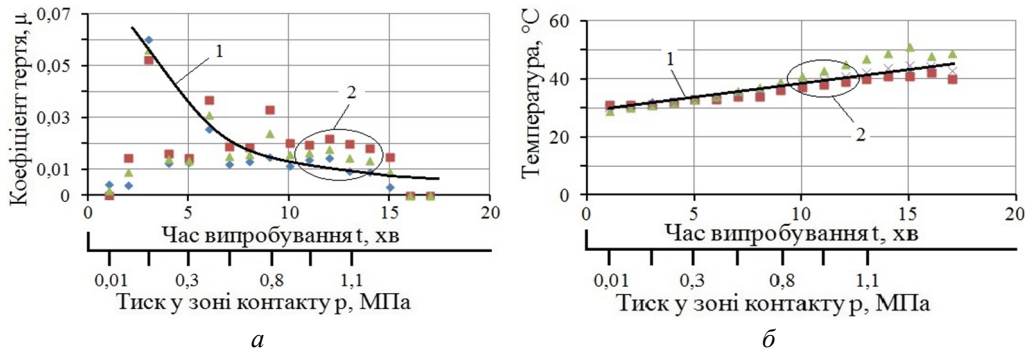 Коефіцієнт тертя, μ
0,07
0,05
0,03
0,01
0
0 5 10 15 20
1
2
Час випробування t, хв
0,01 0,3 0,8 1,1
Тиск у зоні контакту p, МПа
а
Температура, °С
60
40
20
0
0 5 10 15 20
1
2
Час випробування t, хв
0,01 0,3 0,8 1,1
Тиск у зоні контакту p, МПа
б